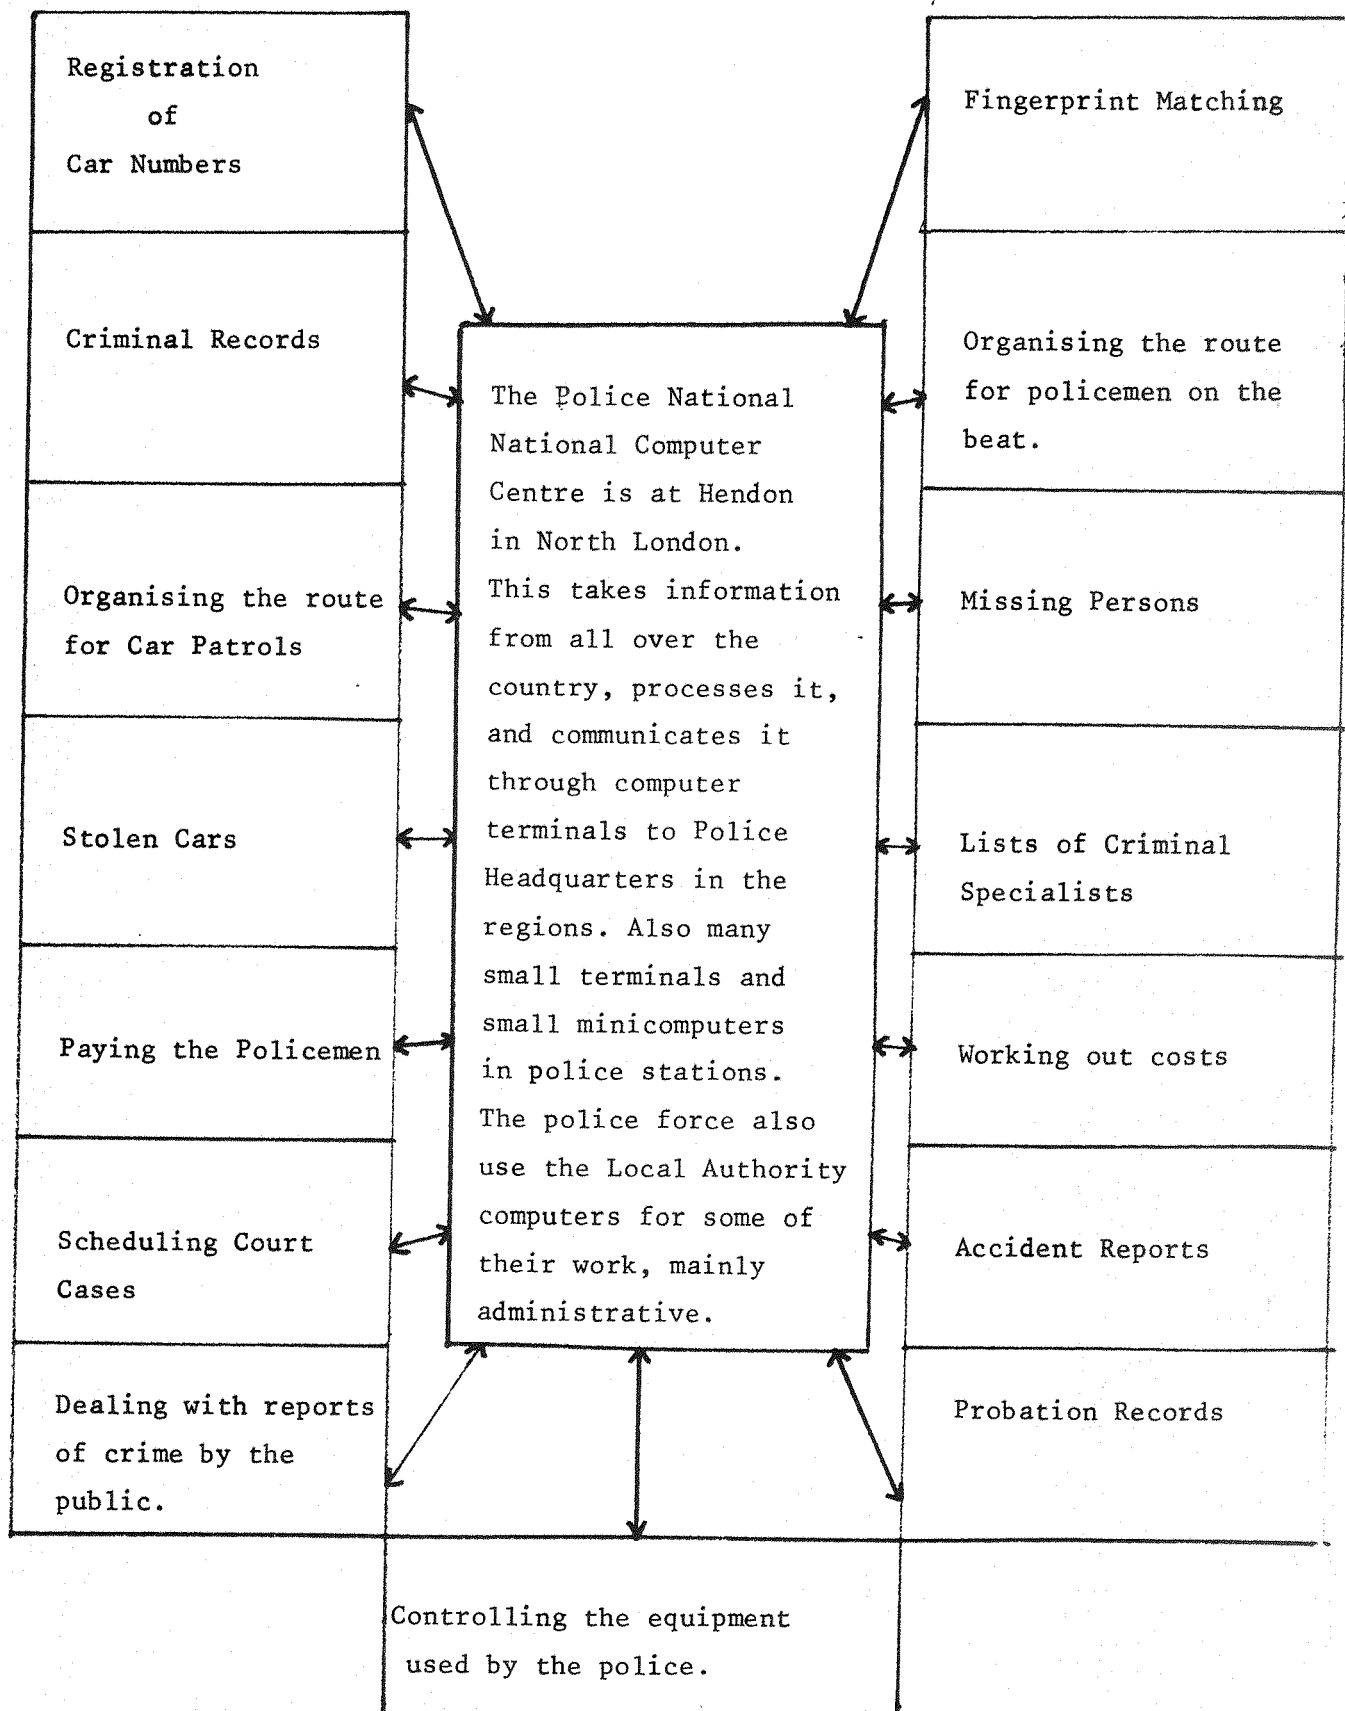 Registration
of
Car Numbers
Criminal Records
Organising the route
for Car Patrols
Stolen Cars
Paying the Policemen
Scheduling Court
Cases
Dealing with reports
of crime by the
public.
The Police National
National Computer
Centre is at Hendon
in North London.
This takes information
from all over the
country, processes it,
and communicates it
through computer
terminals to Police
Headquarters in the
regions. Also many
small terminals and
small minicomputers
in police stations.
The police force also
use the Local Authority
computers for some of
their work, mainly
administrative.
Fingerprint Matching
Organising the route
for policemen on the
beat.
Missing Persons
Lists of Criminal
Specialists
Working out costs
Accident Reports
Probation Records
Controlling the equipment
used by the police.